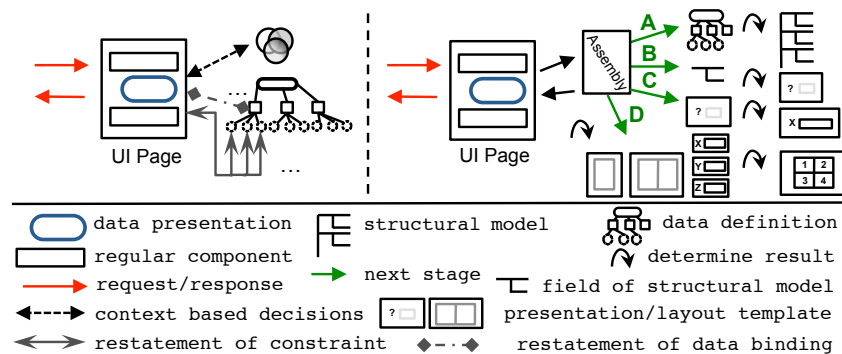 UI Page
...
...
UI Page
Assembly
A
B
C
D
?
?
?
X
X
Y
Z
1 2
3 4
data presentation
structural model
data definition
regular component
determine result
request/response
next stage
field of structural model
context based decisions
?
presentation/layout template
restatement of constraint
restatement of data binding